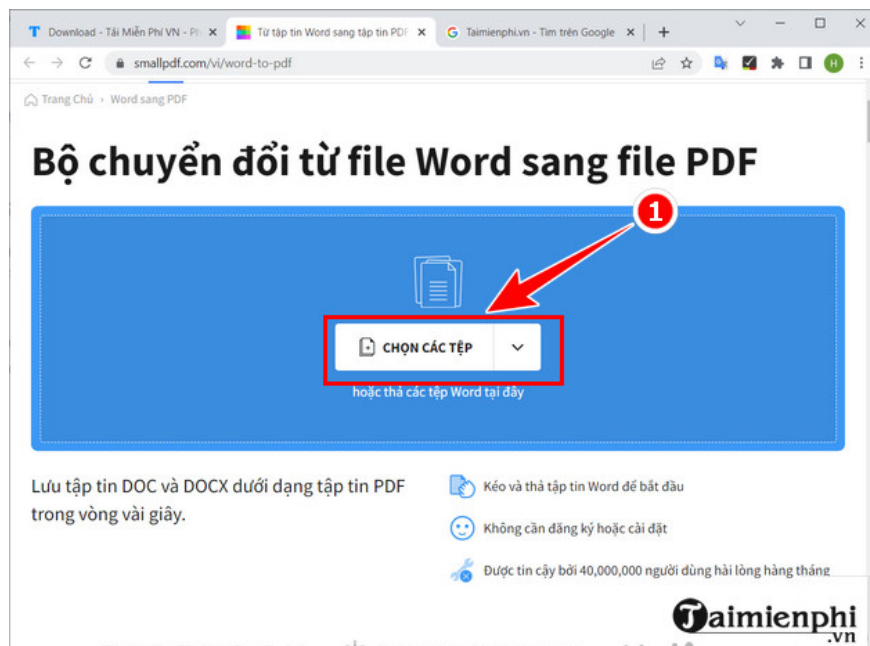 Download - Tải Miễn Phí VN - Ph
Từ tập tin Word sang tập tin PDF
Taimienphi.vn - Tìm trên Google
smallpdf.com/vi/word-to-pdf
H
Trang Chủ › Word sang PDF
Bộ chuyển đổi từ file Word sang file PDF
1
CHỌN CÁC TỆP
hoặc thả các tệp Word tại đây
Lưu tập tin DOC và DOCX dưới dạng tập tin PDF
trong vòng vài giây.
Kéo và thả tập tin Word để bắt đầu
Không cần đăng ký hoặc cài đặt
Được tin cậy bởi 40,000,000 người dùng hài lòng hàng tháng
Taimienphi
.vn